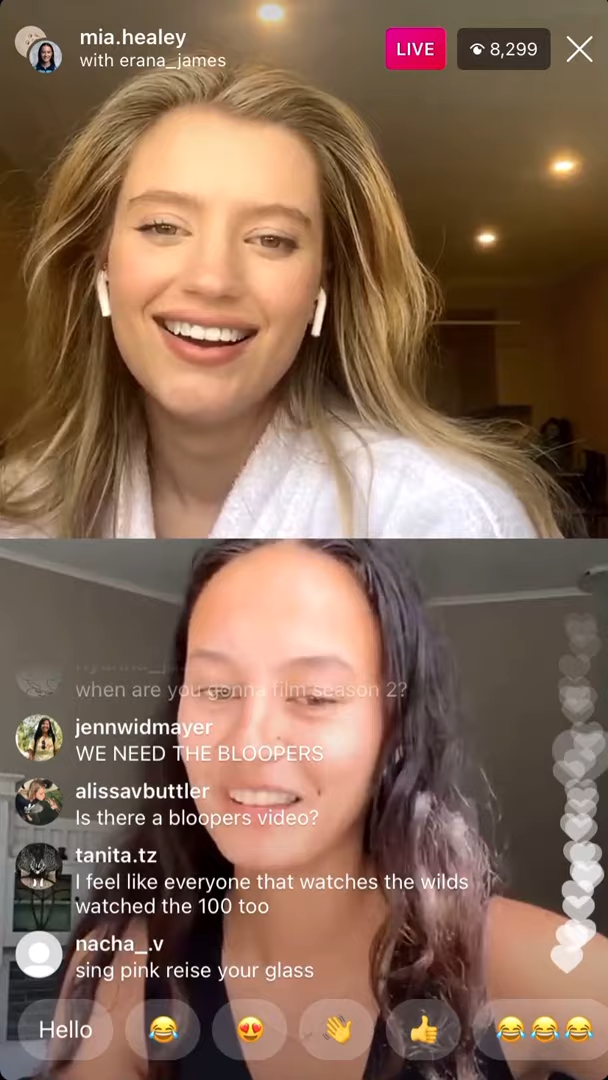 mia.healey
with erana_james
LIVE
8,299
when are you gonna film season 2?
jennwidmayer
WE NEED THE BLOOPERS
alissavbuttler
Is there a bloopers video?
tanita.tz
I feel like everyone that watches the wilds
watched the 100 too
nacha_.v
sing pink reise your glass
Hello